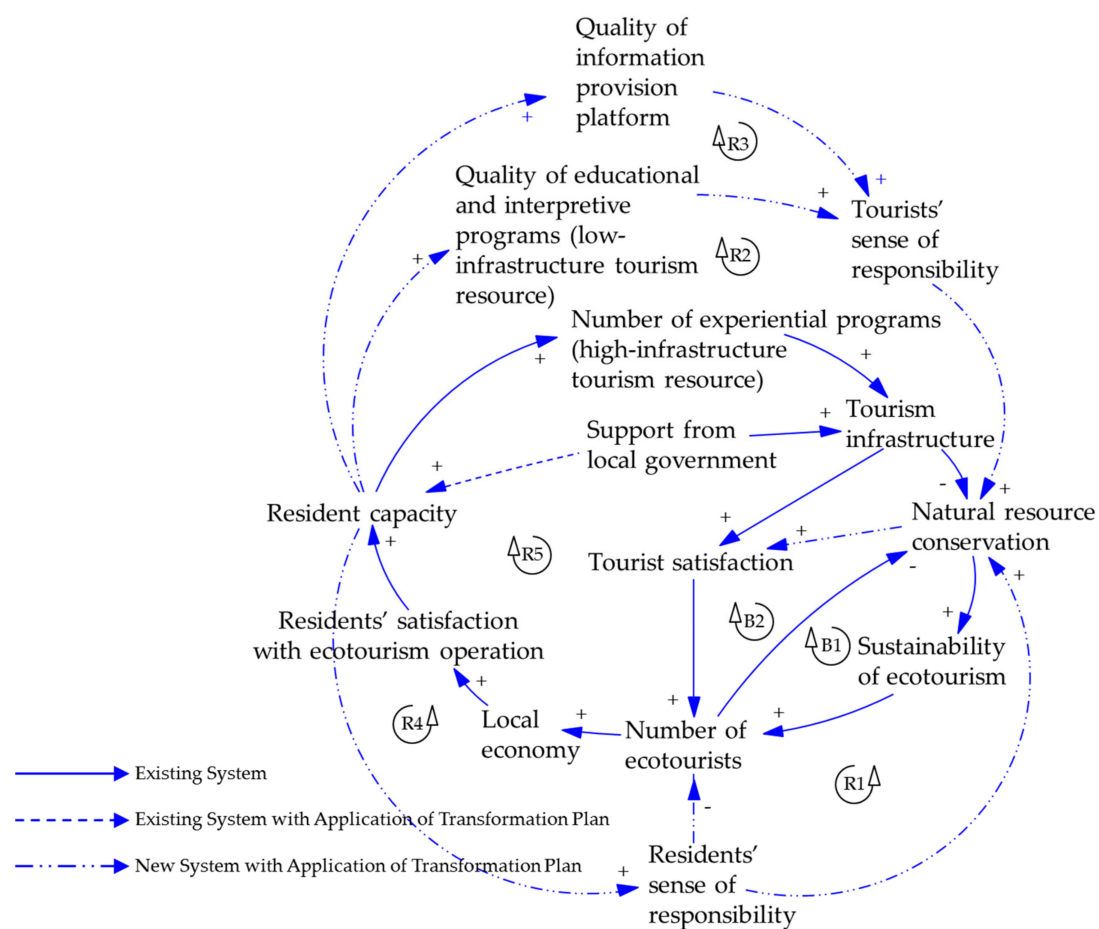 Quality of
information
provision
platform
+
R3
Quality of educational
and interpretive
programs (low-
infrastructure tourism
resource)
+
+
+
Tourists'
sense of
responsibility
R2
+
Number of experiential programs
(high-infrastructure
tourism resource)
+
+
Tourism
infrastructure
Support from
local government
+
+
-
+
Resident capacity
Natural resource
conservation
+
+
+
R5
Tourist satisfaction
-
+
B2
B1
+
Residents' satisfaction
with ecotourism operation
Sustainability
of ecotourism
+
R4
Local
economy
+
+
+
Number of
ecotourists
R1
-
Existing System
Existing System with Application of Transformation Plan
New System with Application of Transformation Plan
+
Residents'
sense of
responsibility